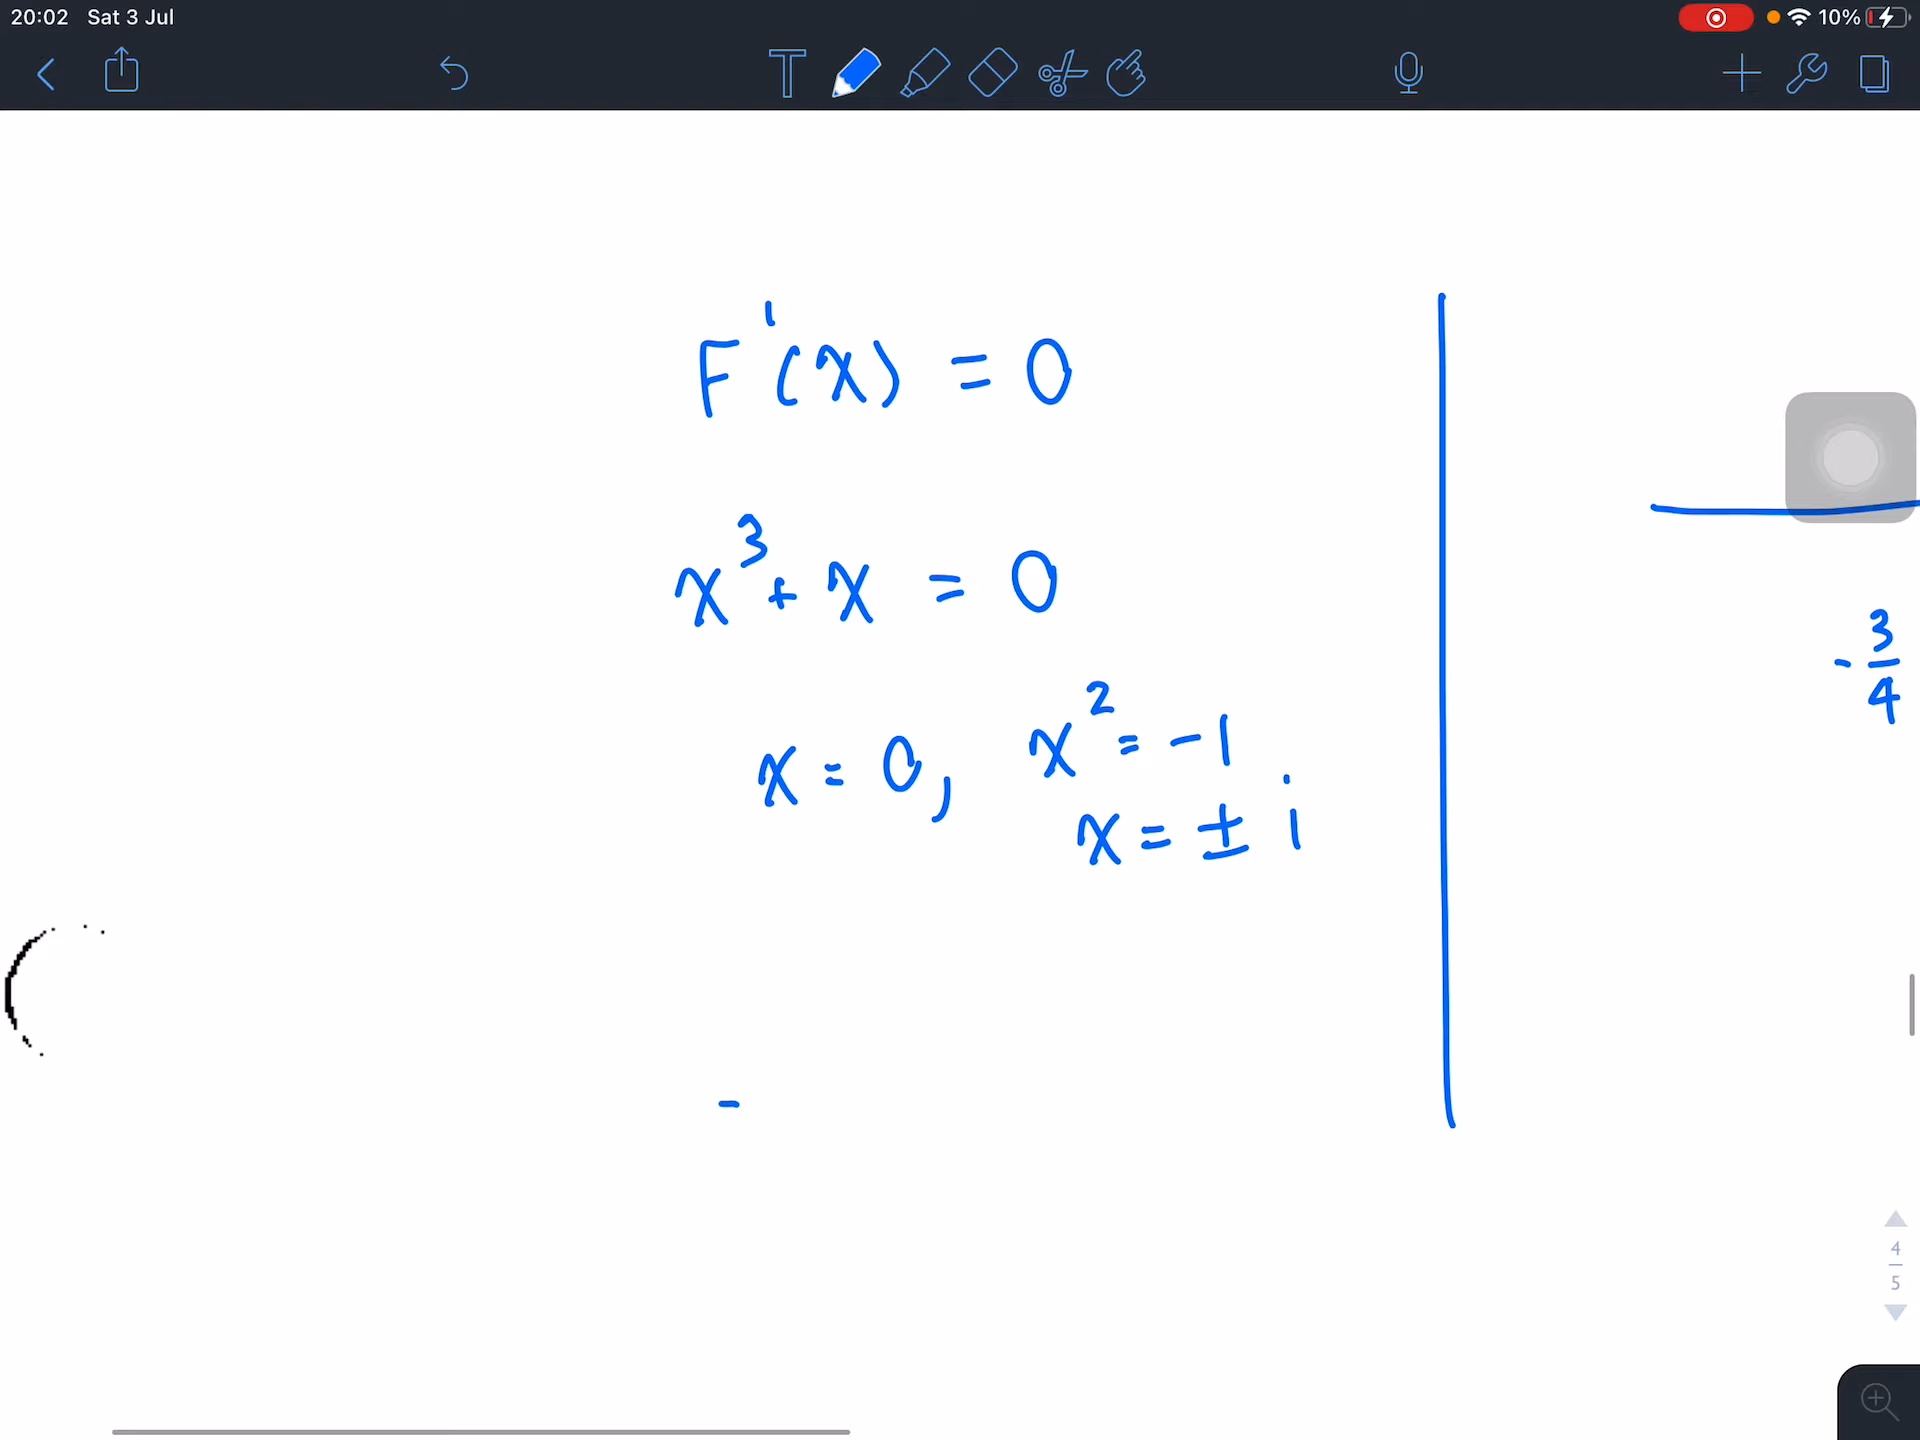 20:02 Sat 3 Jul
10%
T
F'(x) = 0
x³ + x = 0
x = 0, x² = -1
x = ± i
- 3/4
-
4
5